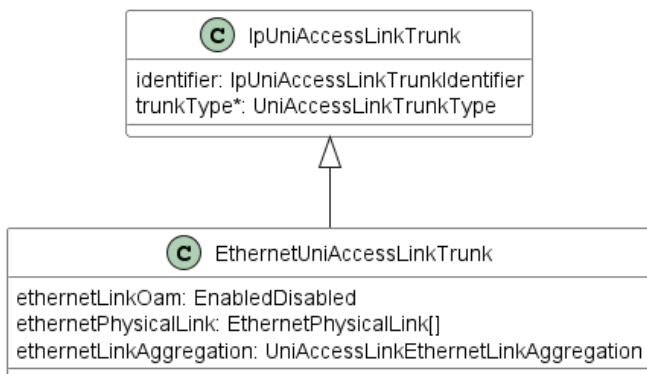 C IpUniAccessLinkTrunk
identifier: IpUniAccessLinkTrunkIdentifier
trunkType*: UniAccessLinkTrunkType
C EthernetUniAccessLinkTrunk
ethernetLinkOam: EnabledDisabled
ethernetPhysicalLink: EthernetPhysicalLink[]
ethernetLinkAggregation: UniAccessLinkEthernetLinkAggregation